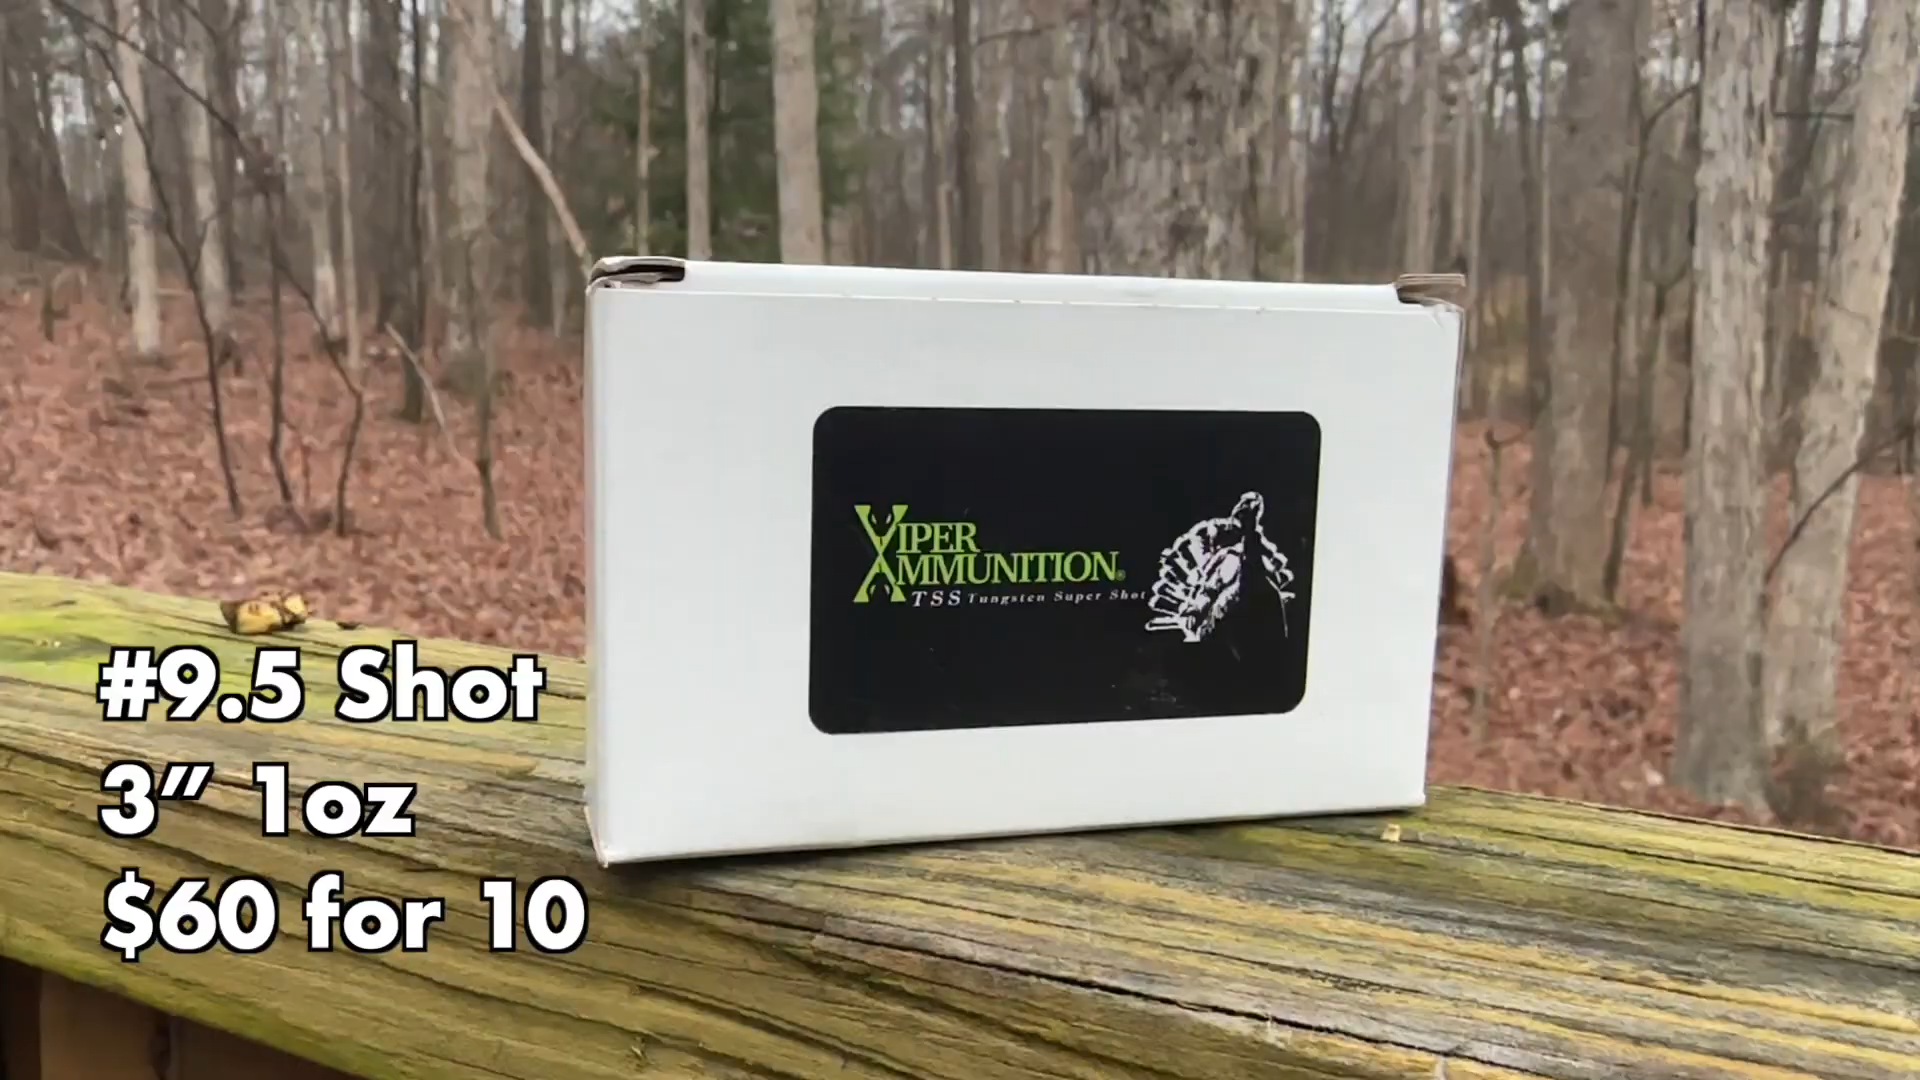 VIPER
AMMUNITION®
TSS Tungsten Super Shot
#9.5 Shot
3” 1oz
$60 for 10